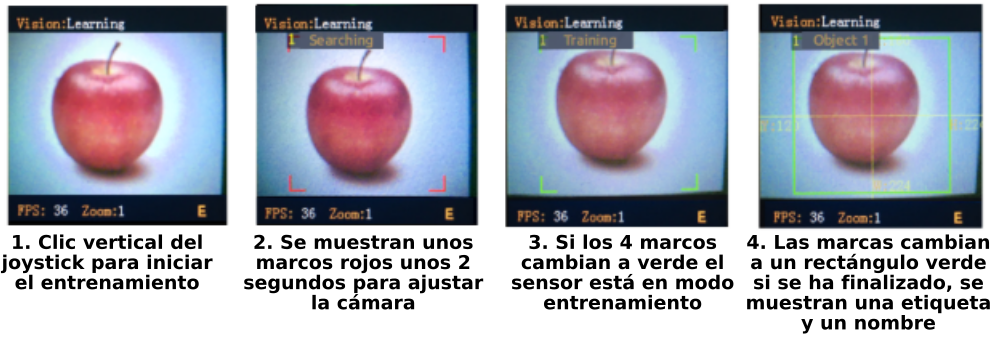 Vision:Learning
FPS: 36 Zoom:1 E
1. Clic vertical del
joystick para iniciar
el entrenamiento
Vision:Learning
1 Searching
FPS: 36 Zoom:1 E
2. Se muestran unos
marcos rojos unos 2
segundos para ajustar
la cámara
Vision:Learning
1 Training
FPS: 36 Zoom:1 E
3. Si los 4 marcos
cambian a verde el
sensor está en modo
entrenamiento
Vision:Learning
1 Object 1
FPS: 36 Zoom:1 E
4. Las marcas cambian
a un rectángulo verde
si se ha finalizado, se
muestran una etiqueta
y un nombre